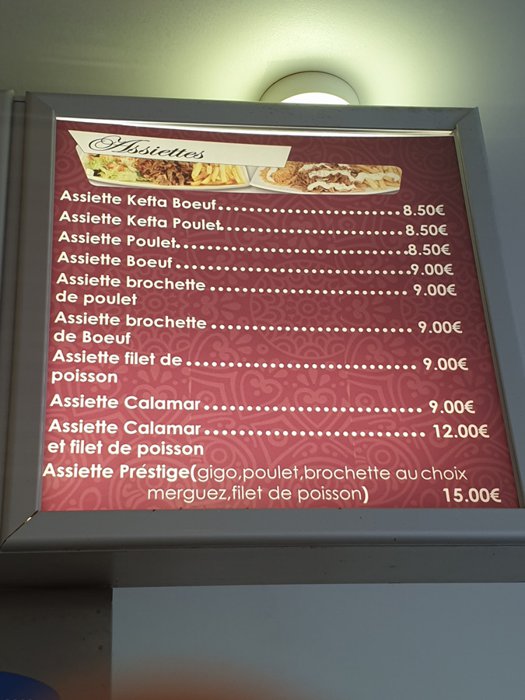 Assiettes
Assiette Kefta Boeuf........................8.50€
Assiette Kefta Poulet........................8.50€
Assiette Poulet..............................8.50€
Assiette Boeuf..............................9.00€
Assiette brochette.......................... 9.00€
de poulet
Assiette brochette.......................... 9.00€
de Boeuf
Assiette filet de............................. 9.00€
poisson
Assiette Calamar........................... 9.00€
Assiette Calamar........................... 12.00€
et filet de poisson
Assiette Préstige(gigo,poulet,brochette au choix
merguez,filet de poisson) 15.00€